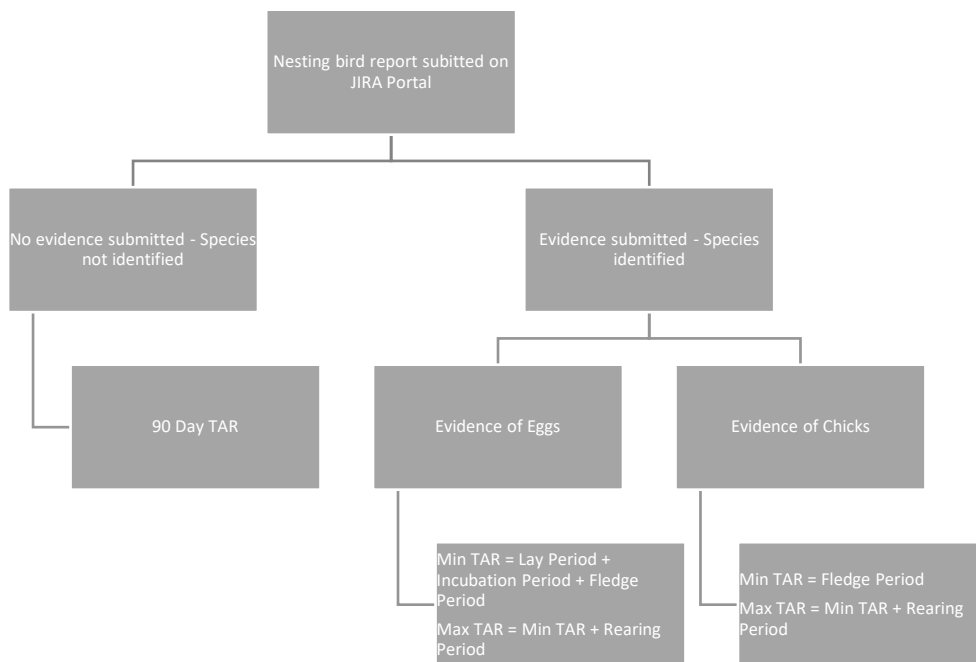 Nesting bird report subitted on
JIRA Portal
No evidence submitted - Species
not identified
Evidence submitted - Species
identified
90 Day TAR
Evidence of Eggs
Evidence of Chicks
Min TAR = Lay Period +
Incubation Period + Fledge
Period
Max TAR = Min TAR + Rearing
Period
Min TAR = Fledge Period
Max TAR = Min TAR + Rearing
Period